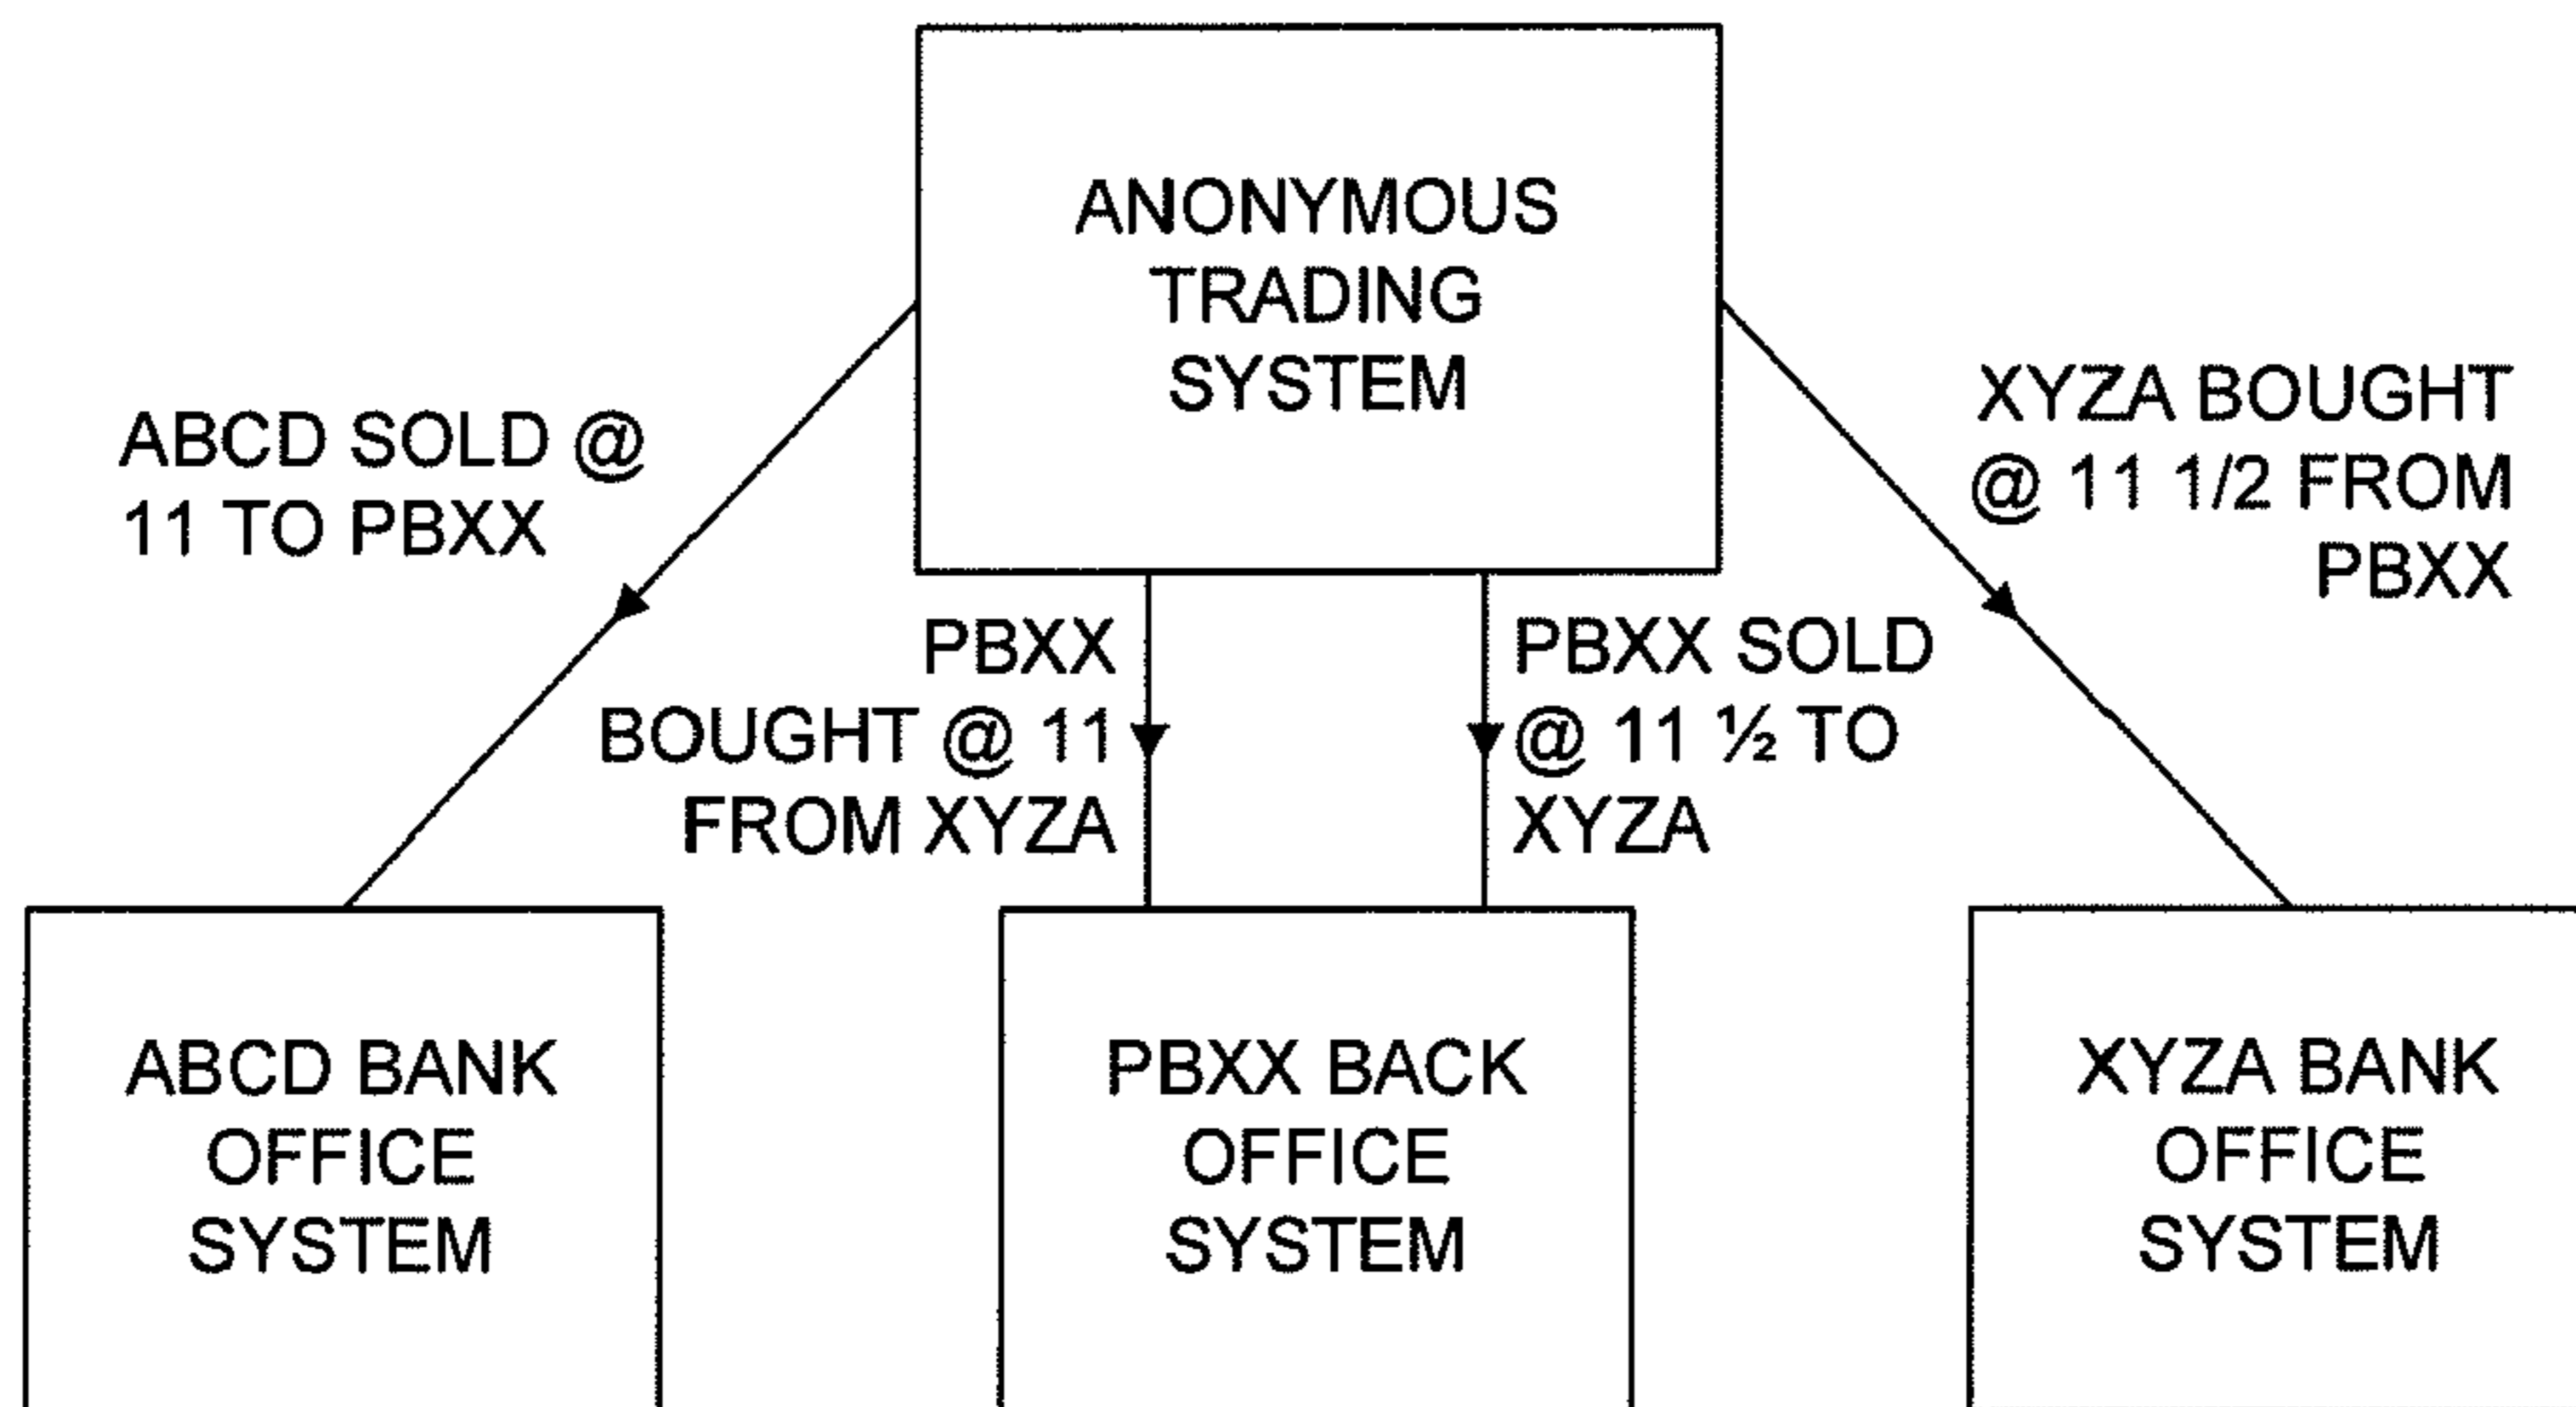 ANONYMOUS
TRADING
SYSTEM
ABCD SOLD @
11 TO PBXX
XYZA BOUGHT
@ 11 1/2 FROM
PBXX
PBXX
BOUGHT @ 11
FROM XYZA
PBXX SOLD
@ 11 ½ TO
XYZA
ABCD BANK
OFFICE
SYSTEM
PBXX BACK
OFFICE
SYSTEM
XYZA BANK
OFFICE
SYSTEM